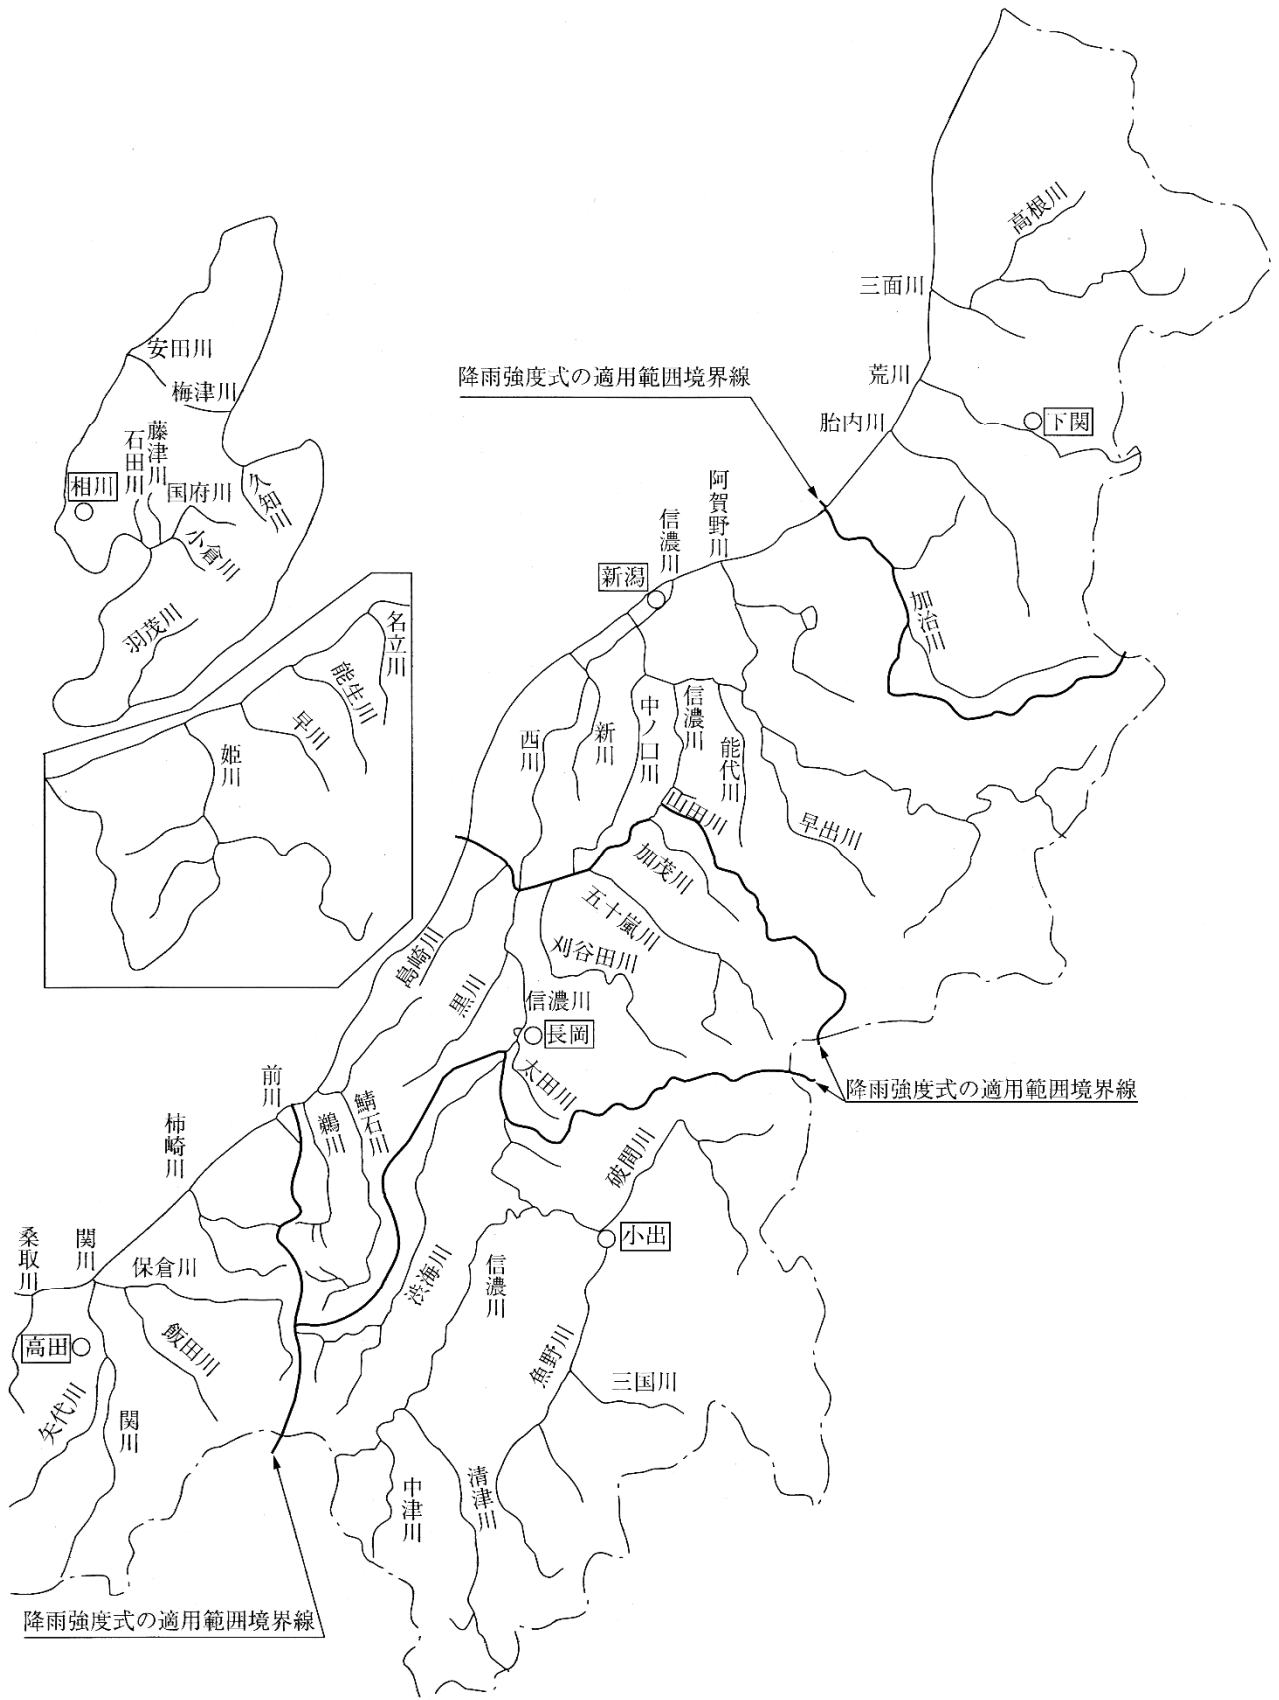 高根川
三面川
荒川
下関
胎内川
降雨強度式の適用範囲境界線
安田川
梅津川
藤津川
石田川
相川
国府川
久知川
小倉川
羽茂川
阿賀野川
信濃川
新潟
加治川
名立川
能生川
早川
姫川
西川
新川
中ノ口川
信濃川
能代川
山田川
早出川
加茂川
五十嵐川
刈谷田川
島崎川
黒川
信濃川
長岡
太田川
降雨強度式の適用範囲境界線
前川
鵜川
鯖石川
柿崎川
破間川
小出
桑取川
関川
保倉川
渋海川
信濃川
高田
飯田川
魚野川
三国川
矢代川
関川
中津川
清津川
降雨強度式の適用範囲境界線